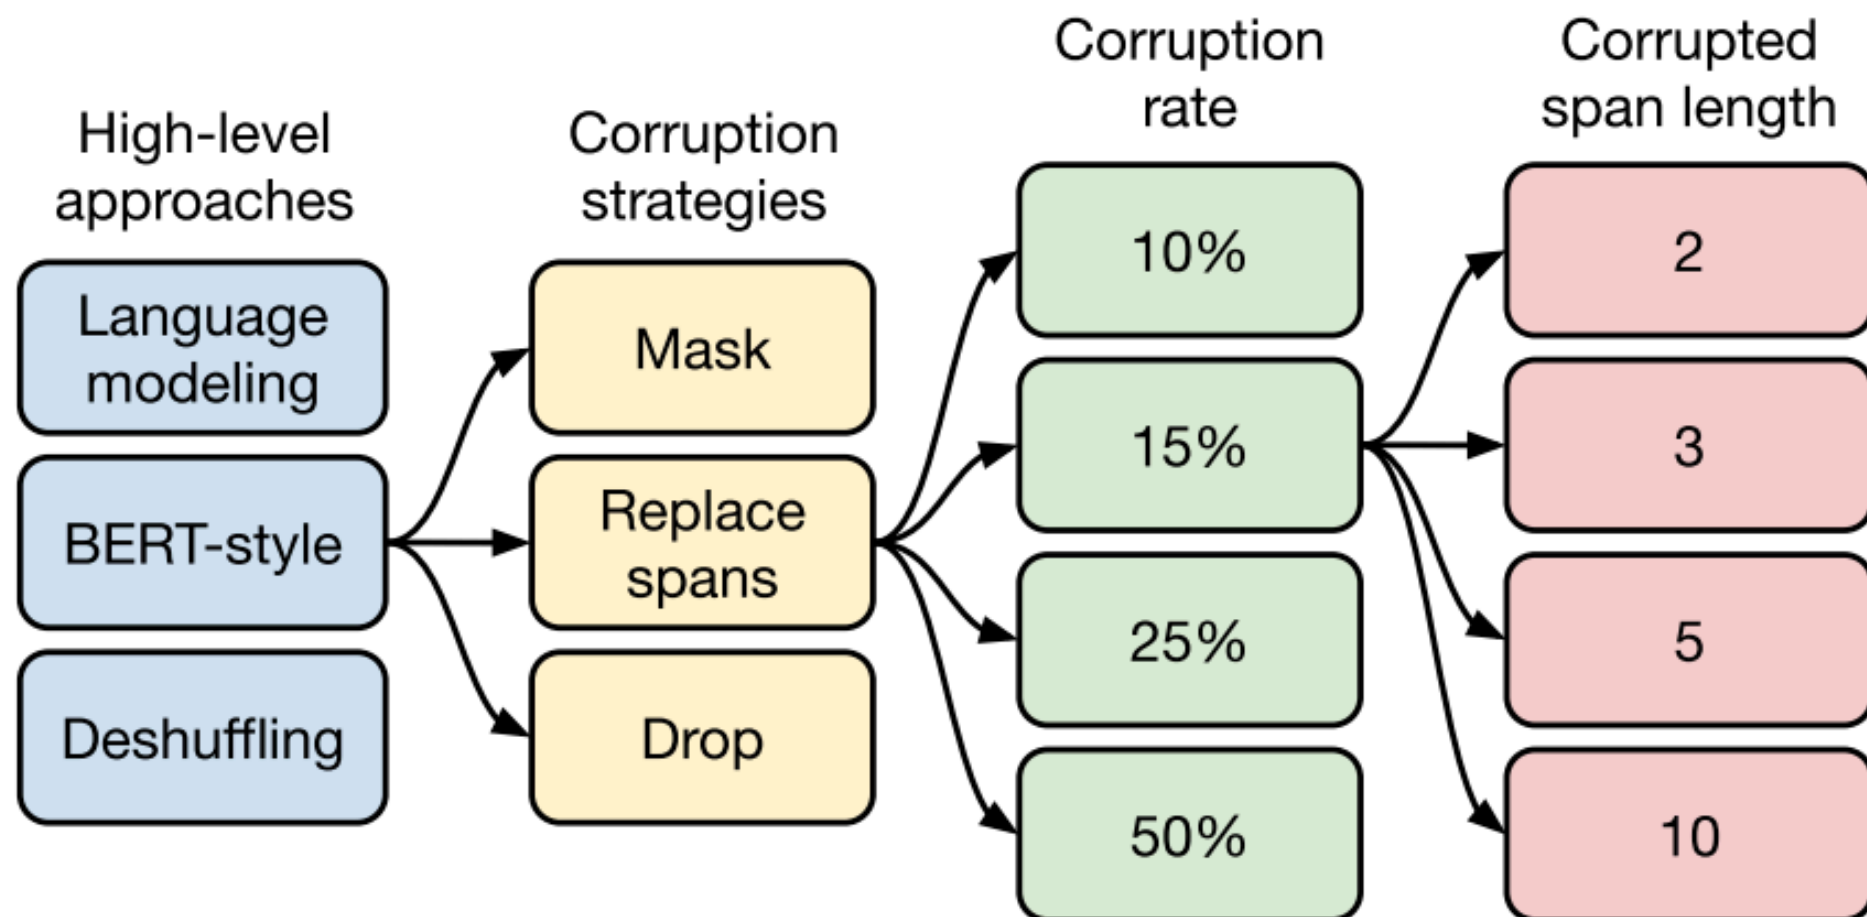 High-level
approaches
Language
modeling
BERT-style
Deshuffling
Corruption
strategies
Mask
Replace
spans
Drop
Corruption
rate
10%
15%
25%
50%
Corrupted
span length
2
3
5
10